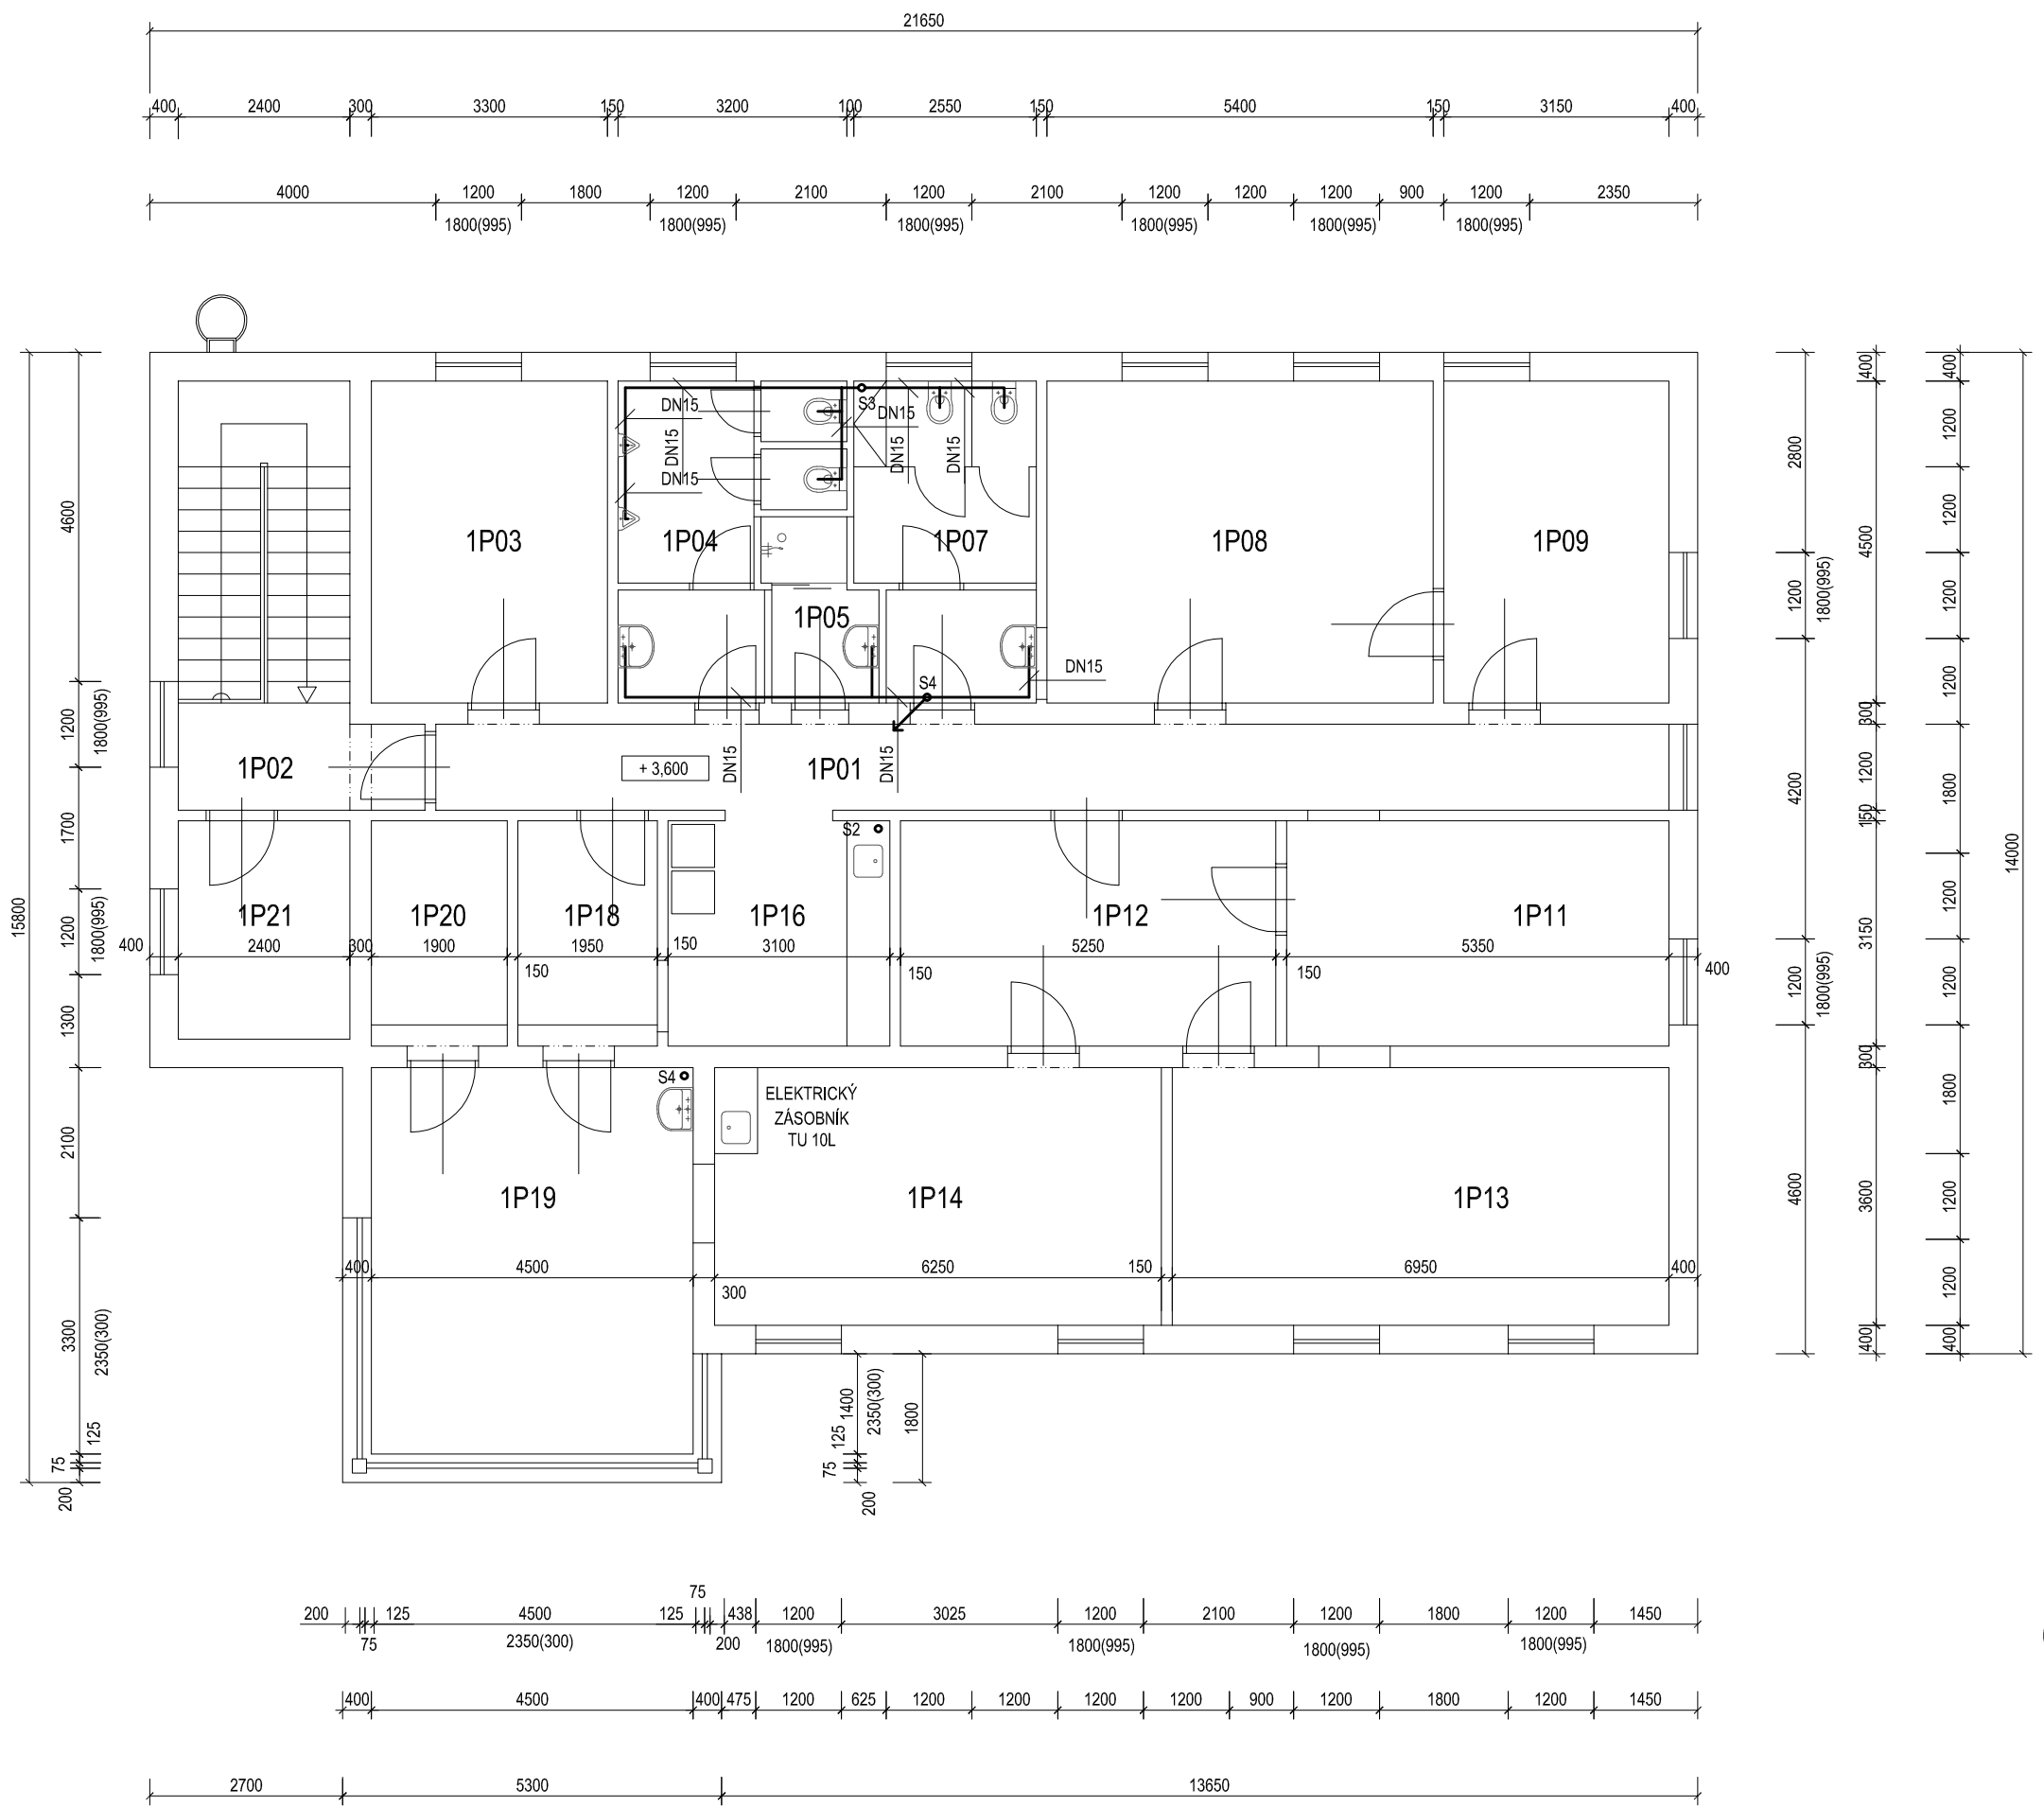 21650
400 2400 300 3300 150 3200 100 2550 150 5400 150 3150 400
4000 1200 1800 1200 2100 1200 2100 1200 1200 1200 900 1200 2350
1800(995) 1800(995) 1800(995) 1800(995) 1800(995) 1800(995)
15800
4600
1200
1800(995)
1700
1200
1800(995)
1300
2100
3300
2350(300)
125
75
200
S3
DN15
DN15
DN15
DN15
DN15
DN15
1P03
1P04
1P07
1P08
1P09
1P05
DN15
S4
1P02
+ 3,600
DN15
1P01
DN15
S2
1P21
1P20
1P18
1P16
1P12
1P11
400 2400 300 1900 150 1950 150 3100 150 5250 150 5350 400
S4
ELEKTRICKÝ
ZÁSOBNÍK
TU 10L
1P19
1P14
1P13
400 4500 300 6250 150 6950 400
1400
2350(300)
125
75
200
1800
2800
1200
1800(995)
4200
1200
1800(995)
4600
400
4500
300
1200
150
3150
300
3600
400
400
1200
1200
1200
1200
1800
1200
1200
1800
1200
1200
400
14000
200 75 125 4500 125 75 200 438 1200 3025 1200 2100 1200 1800 1200 1450
2350(300) 1800(995) 1800(995) 1800(995) 1800(995)
400 4500 400 475 1200 625 1200 1200 1200 1200 900 1200 1800 1200 1450
2700 5300 13650